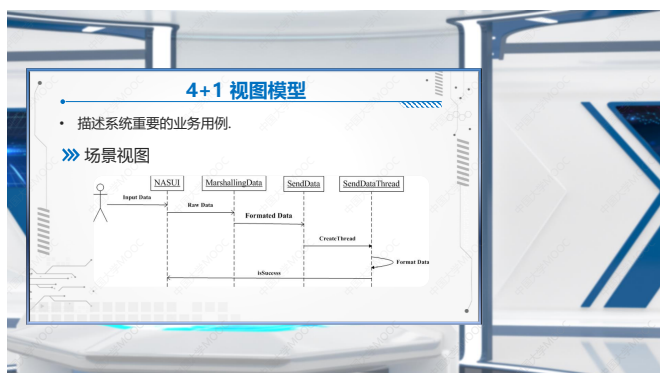 4+1 视图模型
• 描述系统重要的业务用例.
场景视图
NASUI MarshallingData SendData SendDataThread
Input Data
Raw Data
Formated Data
CreateThread
Format Data
isSuccess